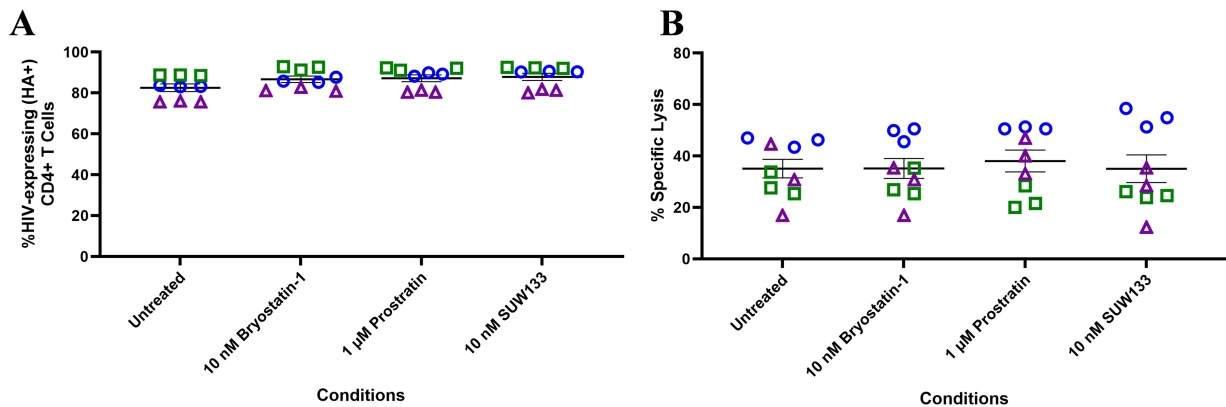 A
%HIV-expressing (HA+)
CD4+ T Cells
100
80
60
40
20
0
Untreated
10 nM Bryostatin-1
1 µM Prostratin
10 nM SUW133
Conditions
B
% Specific Lysis
80
60
40
20
0
Untreated
10 nM Bryostatin-1
1 µM Prostratin
10 nM SUW133
Conditions